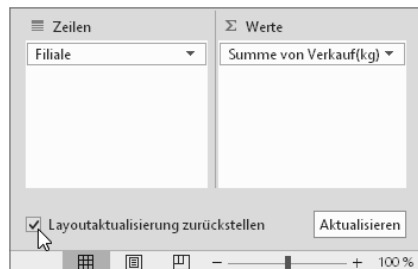 Zeilen
Σ Werte
Filiale
Summe von Verkauf(kg)
Layoutaktualisierung zurückstellen
Aktualisieren
− + 100 %